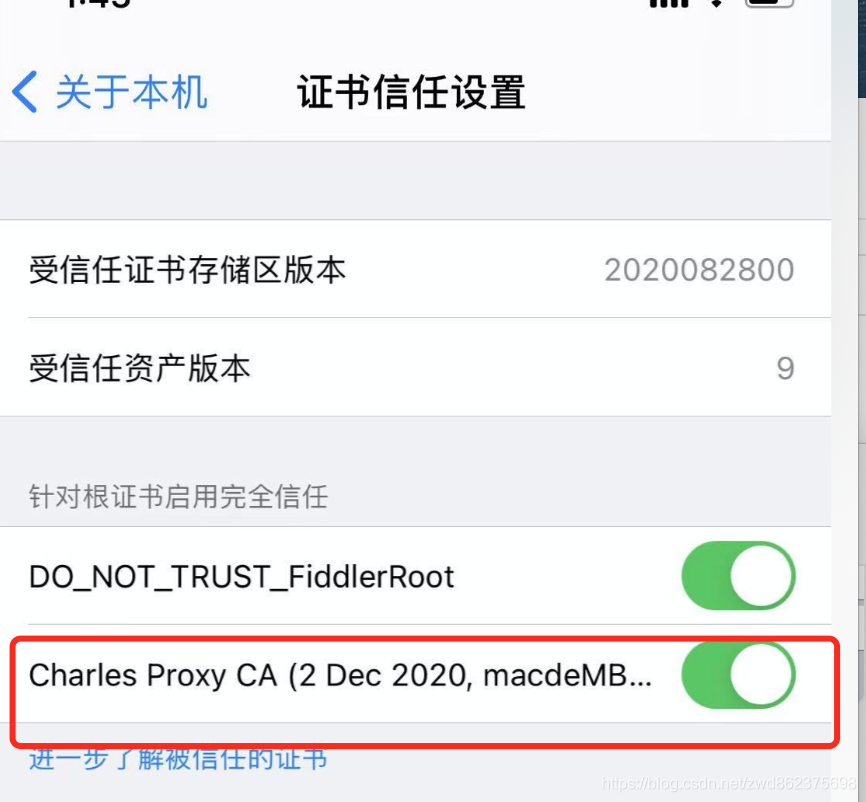 关于本机
证书信任设置
受信任证书存储区版本 2020082800
受信任资产版本 9
针对根证书启用完全信任
DO_NOT_TRUST_FiddlerRoot
Charles Proxy CA (2 Dec 2020, macdeMB...
进一步了解被信任的证书
https://blog.csdn.net/zwd862375698